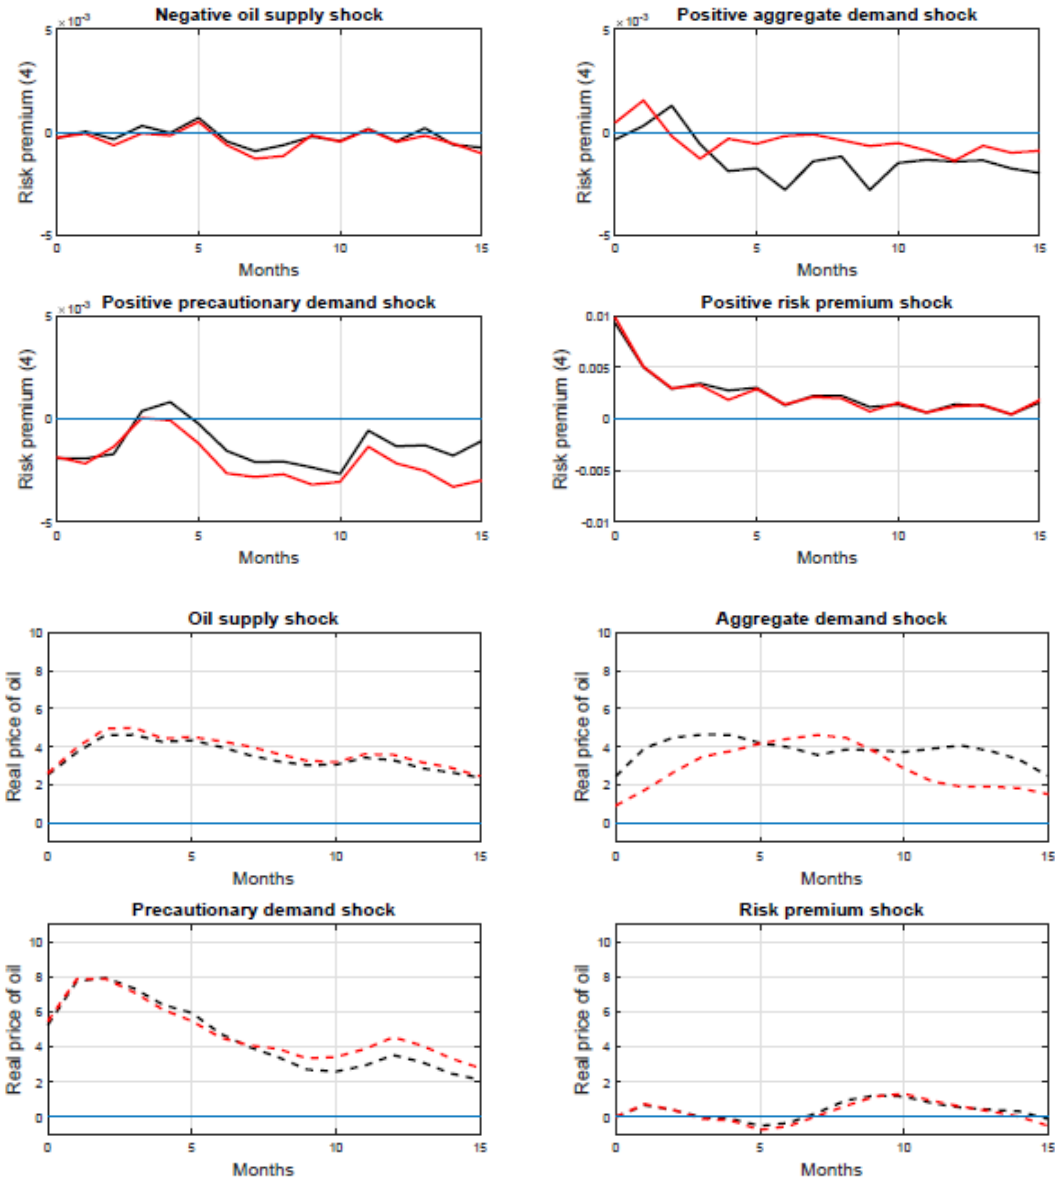 Negative oil supply shock
Positive aggregate demand shock
5 ×10-3
5 ×10-3
Risk premium (4)
Risk premium (4)
0
0
-5
-5
0 5 10 15
0 5 10 15
Months
Months
Positive precautionary demand shock
Positive risk premium shock
5 ×10-3
0.01
0.005
Risk premium (4)
Risk premium (4)
0
0
-0.005
-5
-0.01
0 5 10 15
0 5 10 15
Months
Months
Oil supply shock
Aggregate demand shock
10
10
8
8
6
6
Real price of oil
Real price of oil
4
4
2
2
0
0
0 5 10 15
0 5 10 15
Months
Months
Precautionary demand shock
Risk premium shock
10
10
8
8
6
6
Real price of oil
Real price of oil
4
4
2
2
0
0
0 5 10 15
0 5 10 15
Months
Months